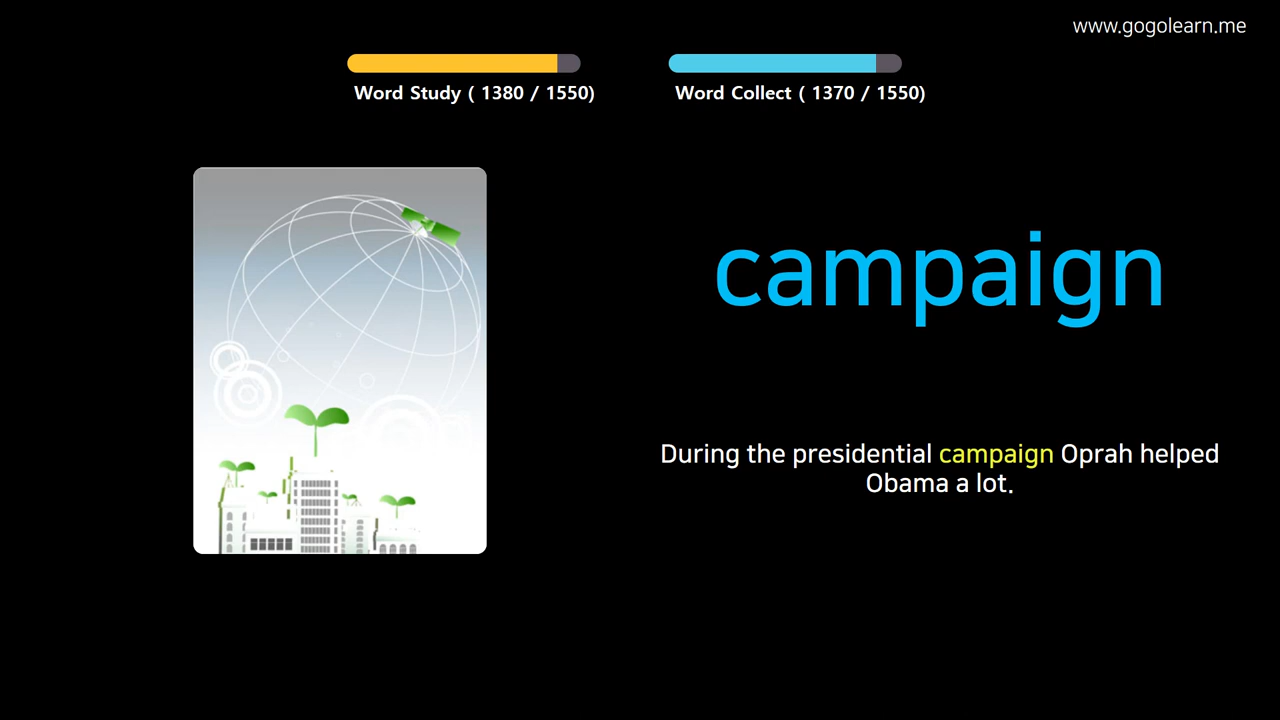 www.gogolearn.me
Word Study ( 1380 / 1550)
Word Collect ( 1370 / 1550)
campaign
During the presidential campaign Oprah helped
Obama a lot.